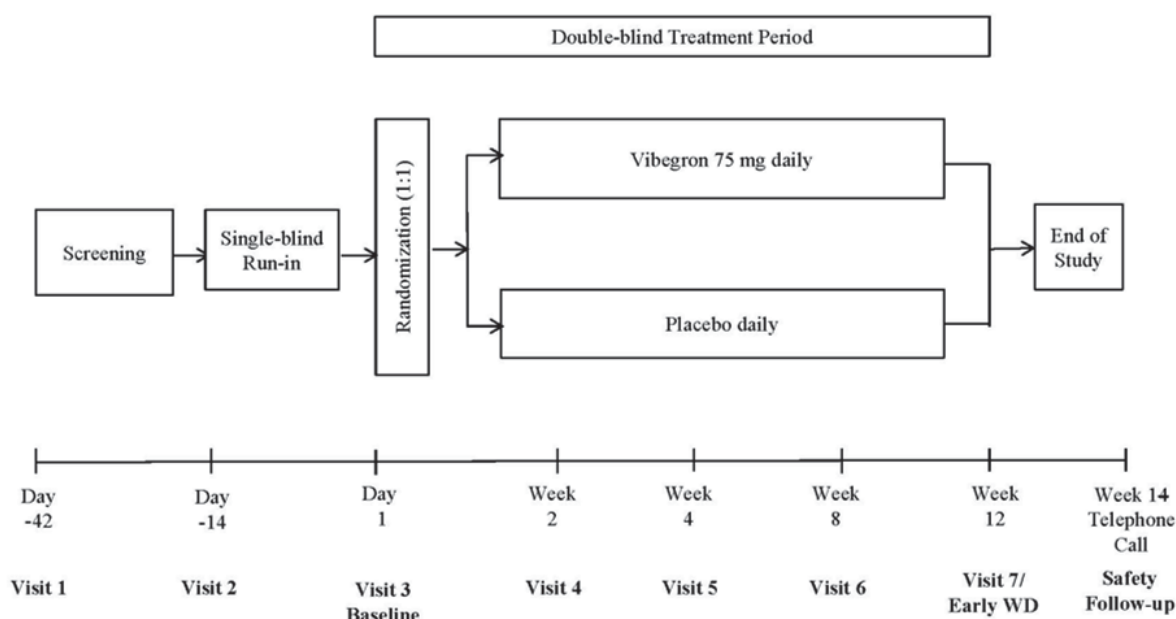 Double-blind Treatment Period
Vibegron 75 mg daily
Randomization (1:1)
Screening
Single-blind
Run-in
End of
Study
Placebo daily
Day
-42
Day
-14
Day
1
Week
2
Week
4
Week
8
Week
12
Week 14
Telephone
Call
Visit 1
Visit 2
Visit 3
Baseline
Visit 4
Visit 5
Visit 6
Visit 7/
Early WD
Safety
Follow-up